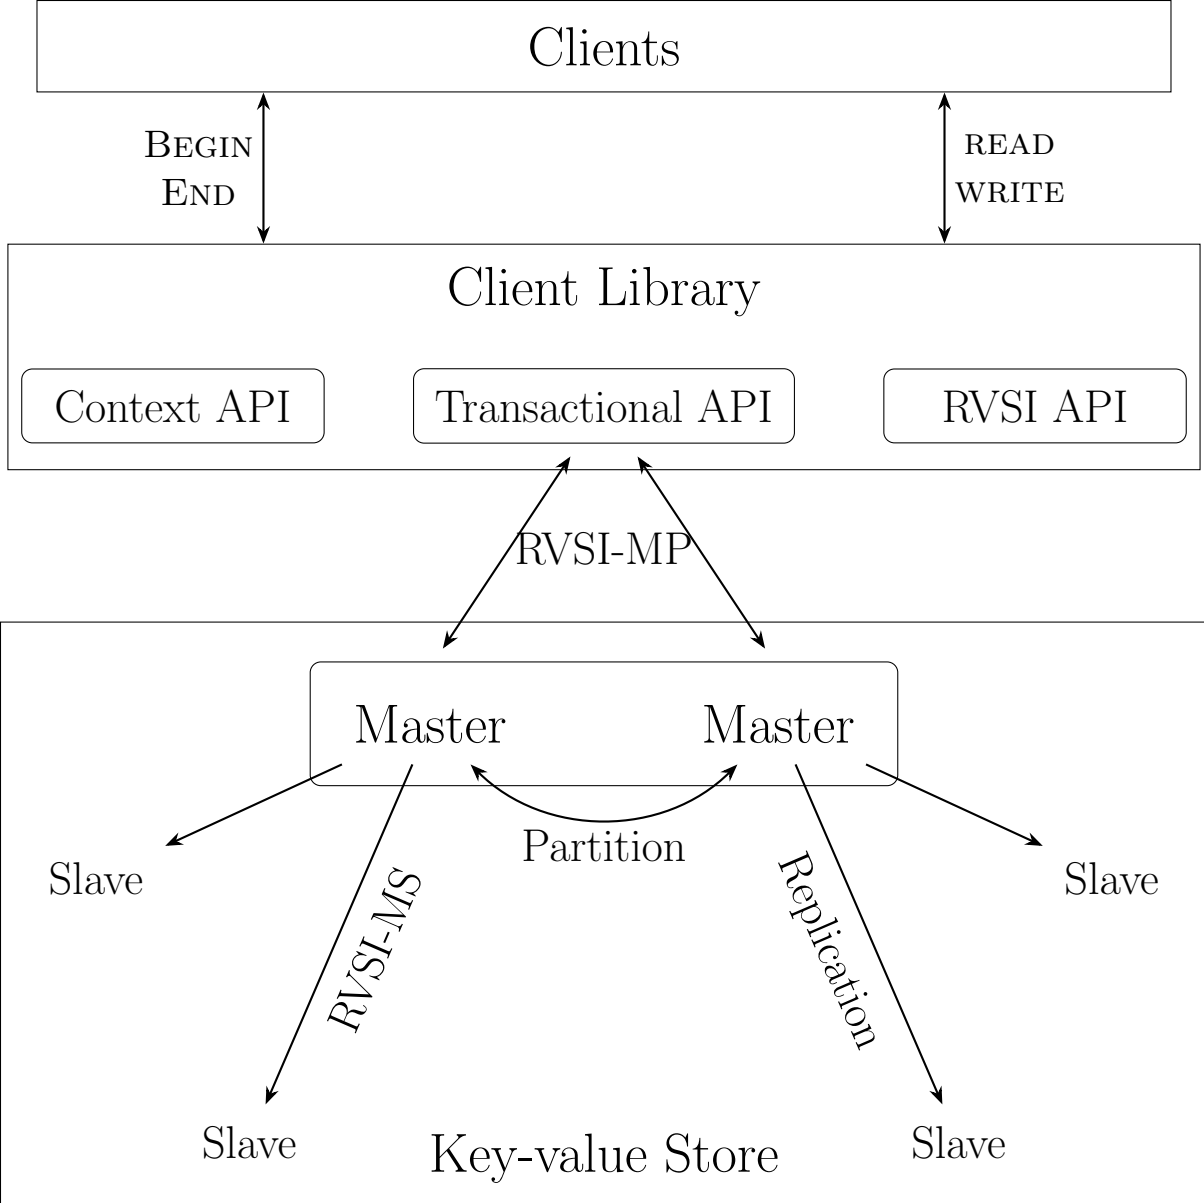 Clients
BEGIN
END
READ
WRITE
Client Library
Context API
Transactional API
RVSI API
RVSI-MP
Master
Master
Partition
Slave
Slave
RVSI-MS
Replication
Slave
Key-value Store
Slave